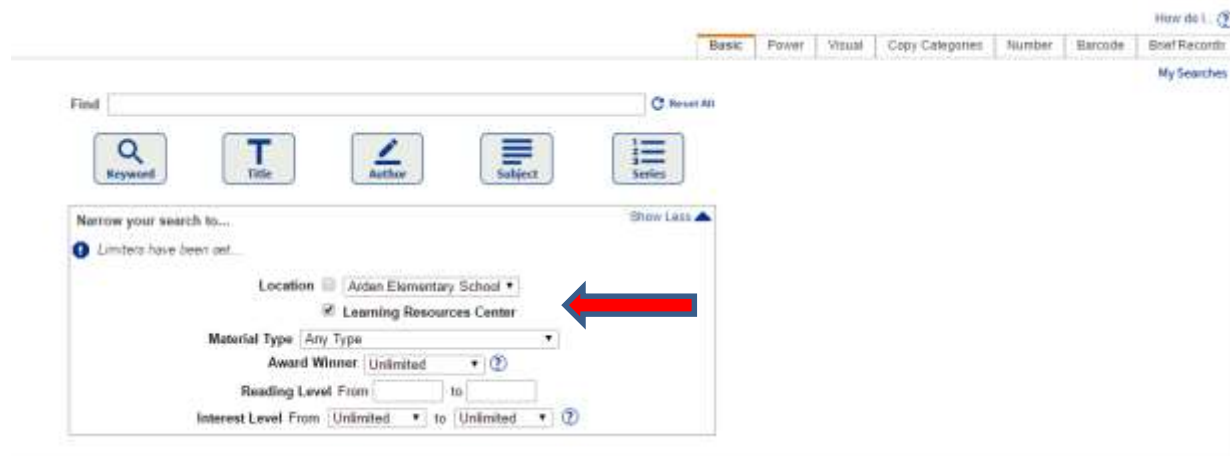 How do I...
Basic Power Visual Copy Categories Number Barcode Brief Records
My Searches
Find Reset All
Keyword Title Author Subject Series
Narrow your search to... Show Less
Limiters have been set...
Location Arden Elementary School
Learning Resources Center
Material Type Any Type
Award Winner Unlimited ?
Reading Level From to
Interest Level From Unlimited to Unlimited ?